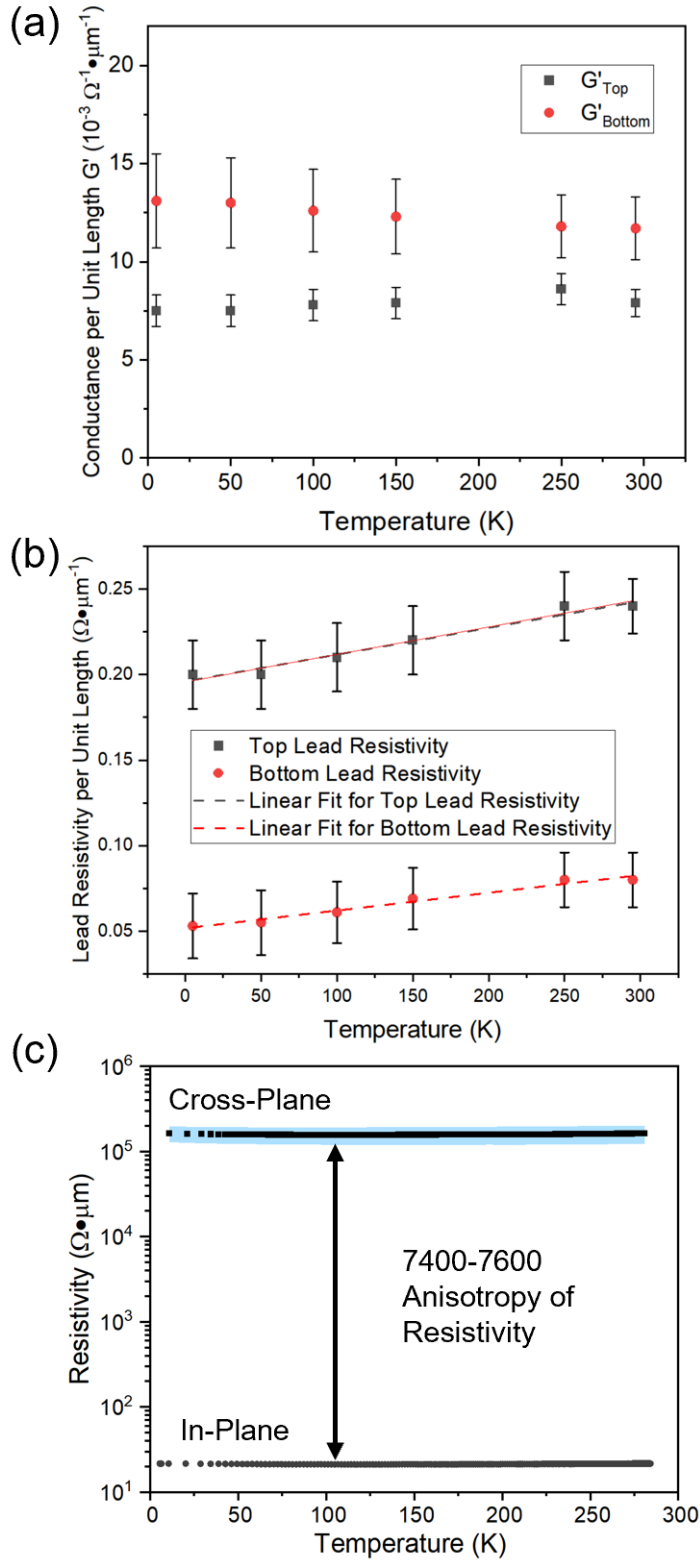 (a)
Conductance per Unit Length G' (10⁻³ Ω⁻¹•μm⁻¹)
20
15
10
5
0
G'Top
G'Bottom
0 50 100 150 200 250 300
Temperature (K)
(b)
Lead Resistivity per Unit Length (Ω•μm⁻¹)
0.25
0.20
0.15
0.10
0.05
Top Lead Resistivity
Bottom Lead Resistivity
Linear Fit for Top Lead Resistivity
Linear Fit for Bottom Lead Resistivity
0 50 100 150 200 250 300
Temperature (K)
(c)
Resistivity (Ω•μm)
10⁶
10⁵
10⁴
10³
10²
10¹
Cross-Plane
7400-7600
Anisotropy of
Resistivity
In-Plane
0 50 100 150 200 250 300
Temperature (K)